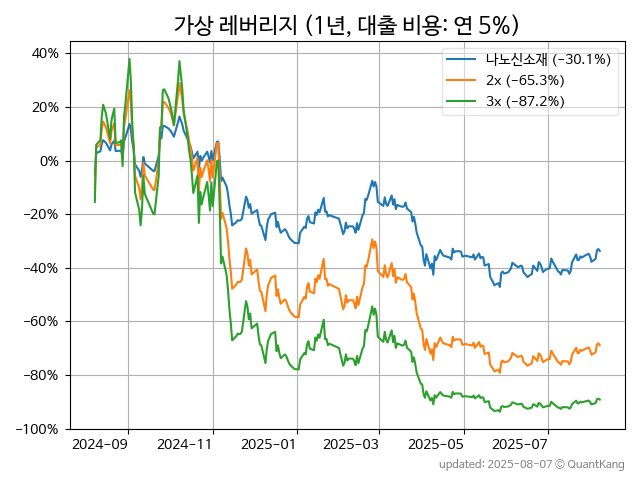 가상 레버리지 (1년, 대출 비용: 연 5%)
나노신소재 (−30.1%)
2x (−65.3%)
3x (−87.2%)
40%
20%
0%
−20%
−40%
−60%
−80%
−100%
2024-09 2024-11 2025-01 2025-03 2025-05 2025-07
updated: 2025-08-07 © QuantKang